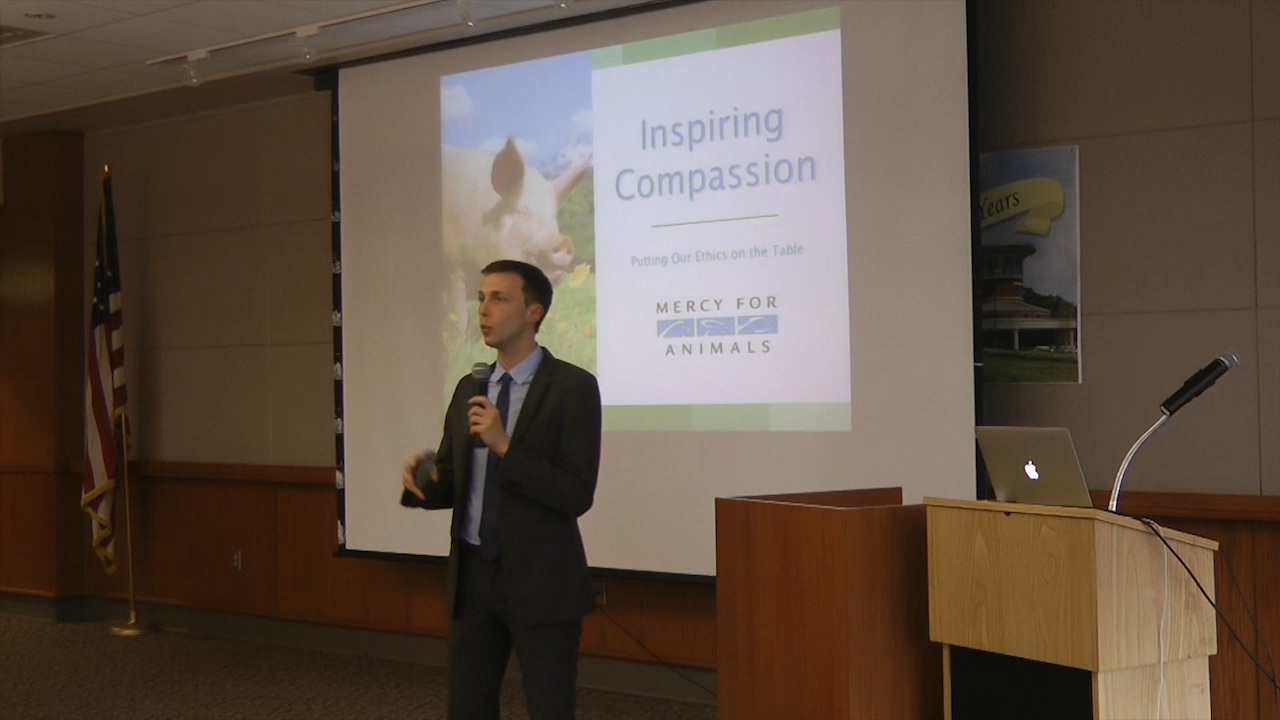 Inspiring
Compassion
Putting Our Ethics on the Table
MERCY FOR
ANIMALS
Years